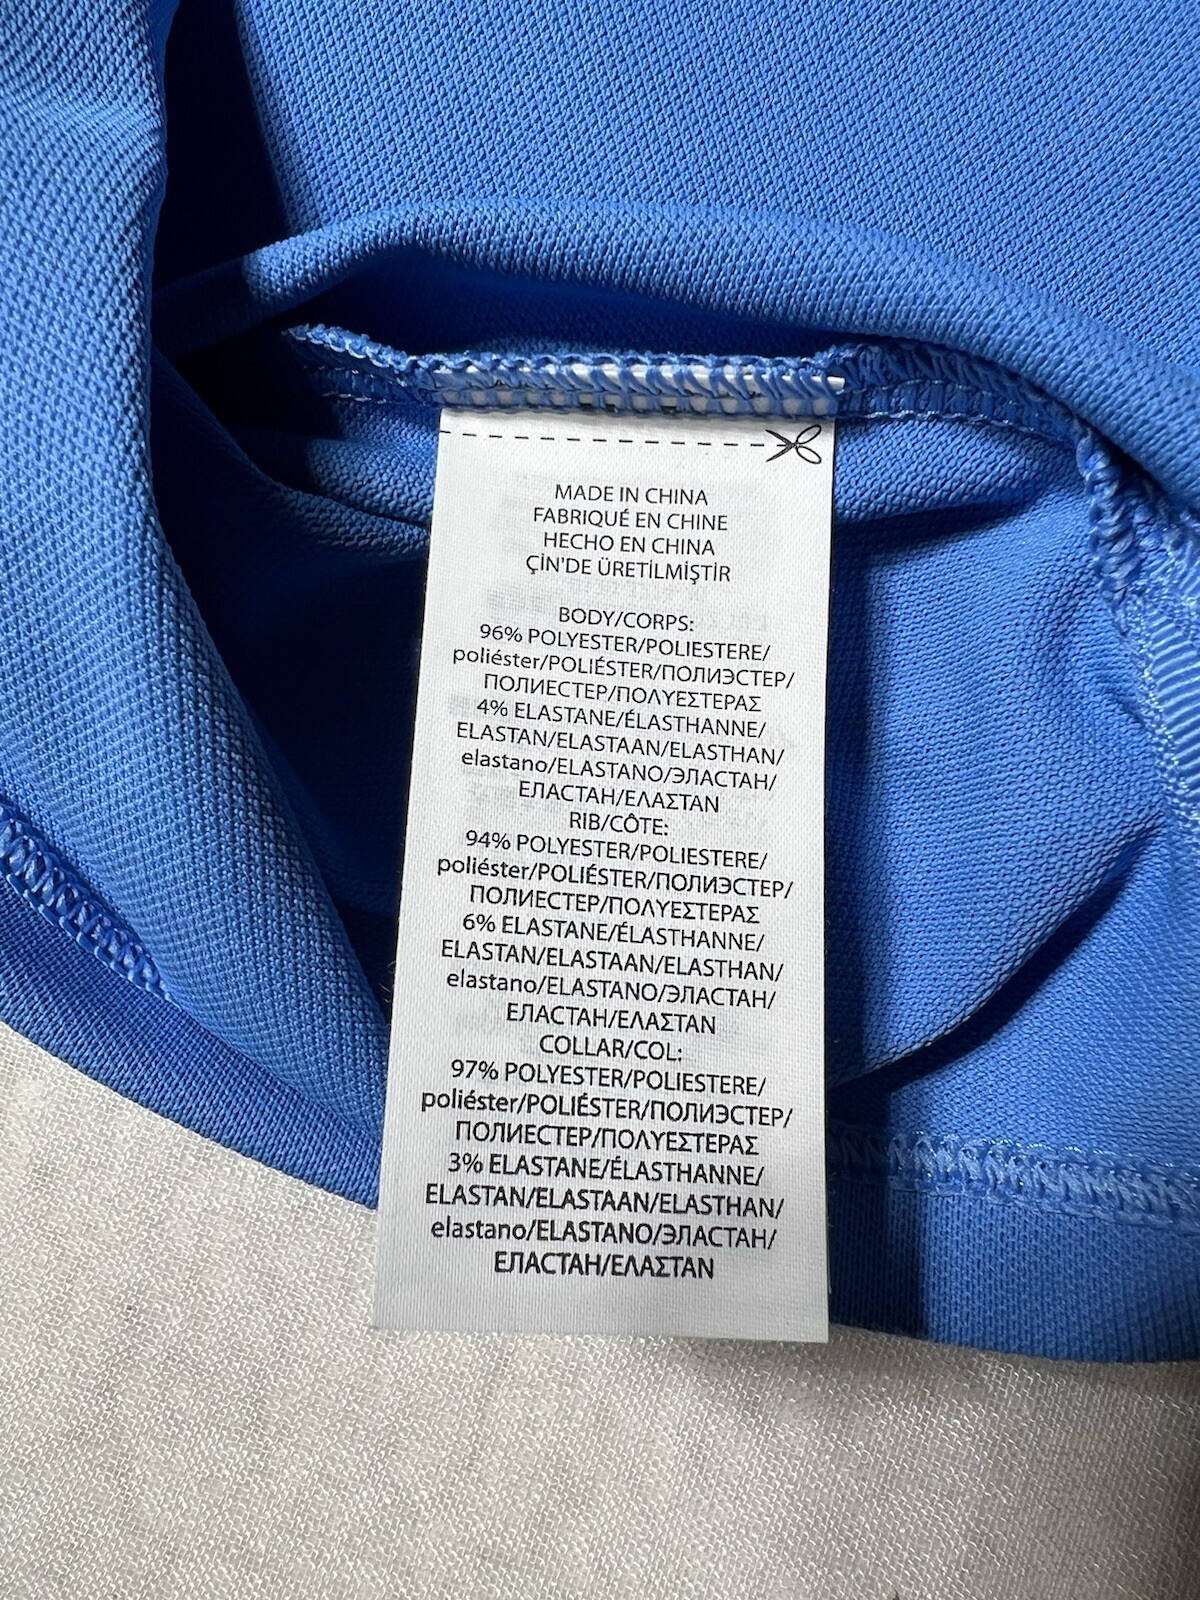 MADE IN CHINA
FABRIQUÉ EN CHINE
HECHO EN CHINA
ÇİN'DE ÜRETİLMİŞTİR
BODY/CORPS:
96% POLYESTER/POLIESTERE/
poliéster/POLIÉSTER/ПОЛИЭСТЕР/
ПОЛИЕСТЕР/ΠΟΛΥΕΣΤΕΡΑΣ
4% ELASTANE/ÉLASTHANNE/
ELASTAN/ELASTAAN/ELASTHAN/
elastano/ELASTANO/ЭЛАСТАН/
ЕЛАСТАН/ΕΛΑΣΤΑΝ
RIB/CÔTE:
94% POLYESTER/POLIESTERE/
poliéster/POLIÉSTER/ПОЛИЭСТЕР/
ПОЛИЕСТЕР/ΠΟΛΥΕΣΤΕΡΑΣ
6% ELASTANE/ÉLASTHANNE/
ELASTAN/ELASTAAN/ELASTHAN/
elastano/ELASTANO/ЭЛАСТАН/
ЕЛАСТАН/ΕΛΑΣΤΑΝ
COLLAR/COL:
97% POLYESTER/POLIESTERE/
poliéster/POLIÉSTER/ПОЛИЭСТЕР/
ПОЛИЕСТЕР/ΠΟΛΥΕΣΤΕΡΑΣ
3% ELASTANE/ÉLASTHANNE/
ELASTAN/ELASTAAN/ELASTHAN/
elastano/ELASTANO/ЭЛАСТАН/
ЕЛАСТАН/ΕΛΑΣΤΑΝ